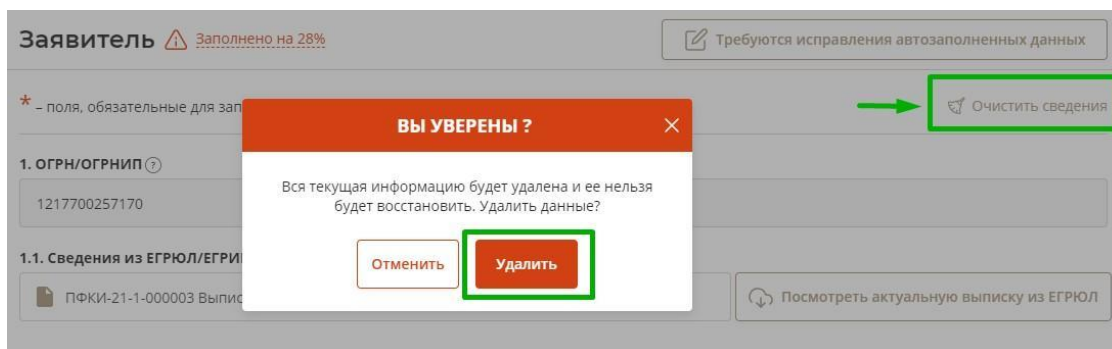 Заявитель Заполнено на 28%
Требуются исправления автозаполненных данных
* – поля, обязательные для зап
Очистить сведения
ВЫ УВЕРЕНЫ ?
1. ОГРН/ОГРНИП
Вся текущая информацию будет удалена и ее нельзя
будет восстановить. Удалить данные?
1217700257170
Отменить
Удалить
1.1. Сведения из ЕГРЮЛ/ЕГРИ
ПФКИ-21-1-000003 Выпис
Посмотреть актуальную выписку из ЕГРЮЛ